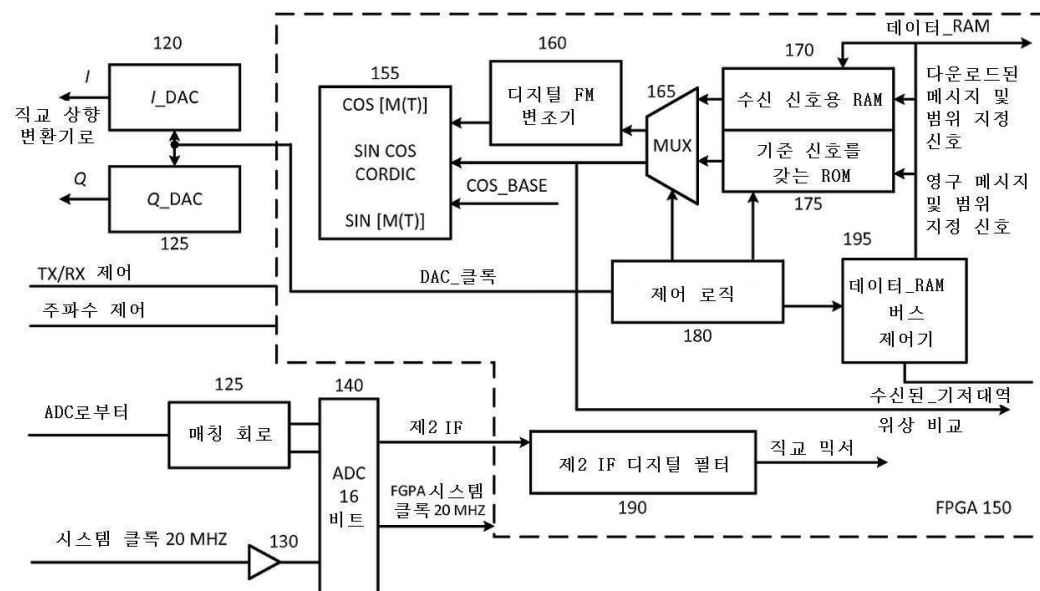 데이터_RAM
120
160
170
155
165
I
I_DAC
직교 상향
변환기로
Q
Q_DAC
125
COS [M(T)]
SIN COS
CORDIC
SIN [M(T)]
디지털 FM
변조기
MUX
수신 신호용 RAM
기준 신호를
갖는 ROM
175
다운로드된
메시지 및
범위 지정
신호
영구 메시지
및 범위
지정 신호
COS_BASE
195
TX/RX 제어
DAC_클록
제어 로직
180
데이터_RAM
버스
제어기
주파수 제어
125
140
수신된_기저대역
위상 비교
ADC로부터
매칭 회로
제2 IF
제2 IF 디지털 필터
190
직교 믹서
ADC
16
비트
FGPA 시스템
클록 20 MHZ
FPGA 150
시스템 클록 20 MHZ
130